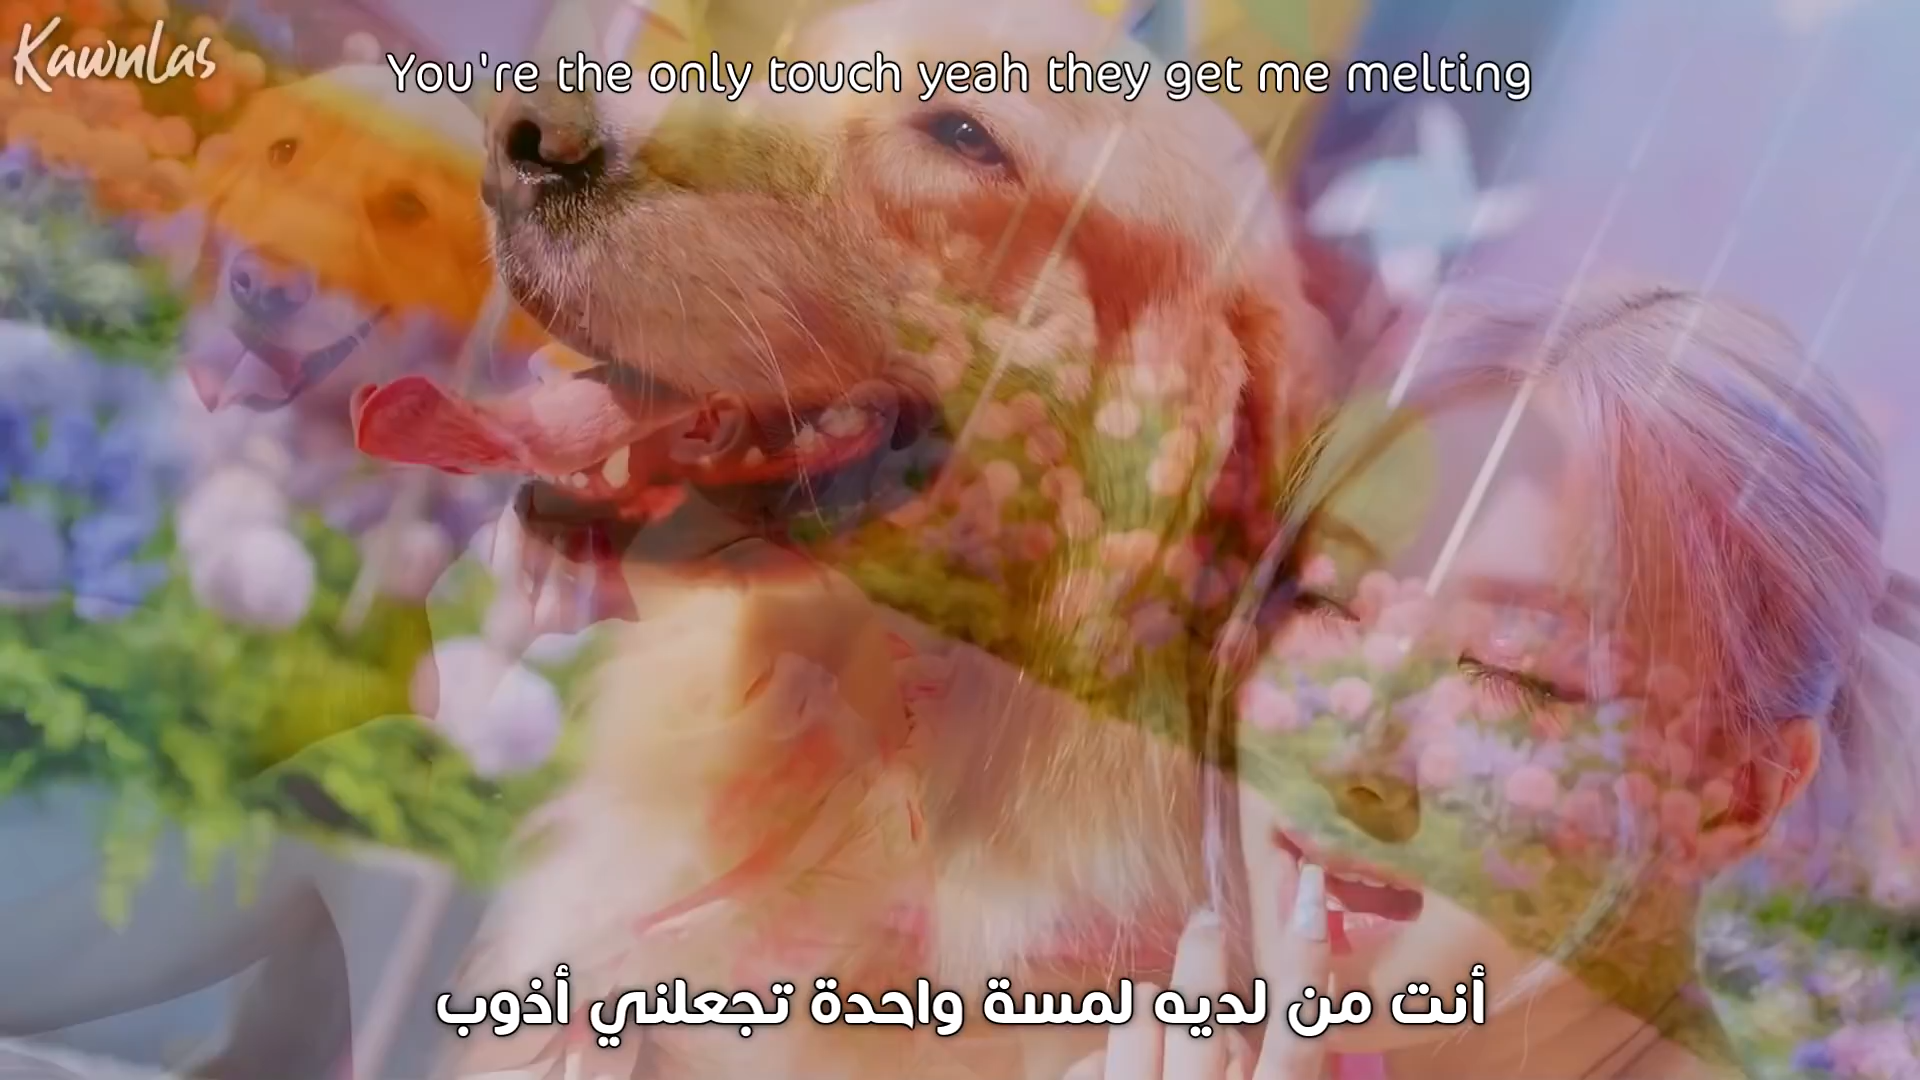 KawnLas
You're the only touch yeah they get me melting
أنت من لديه لمسة واحدة تجعلني أذوب